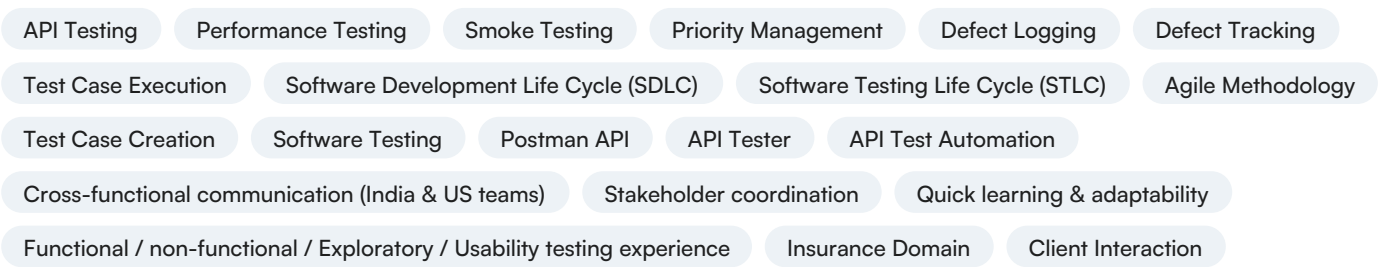 API Testing Performance Testing Smoke Testing Priority Management Defect Logging Defect Tracking
Test Case Execution Software Development Life Cycle (SDLC) Software Testing Life Cycle (STLC) Agile Methodology
Test Case Creation Software Testing Postman API API Tester API Test Automation
Cross-functional communication (India & US teams) Stakeholder coordination Quick learning & adaptability
Functional / non-functional / Exploratory / Usability testing experience Insurance Domain Client Interaction